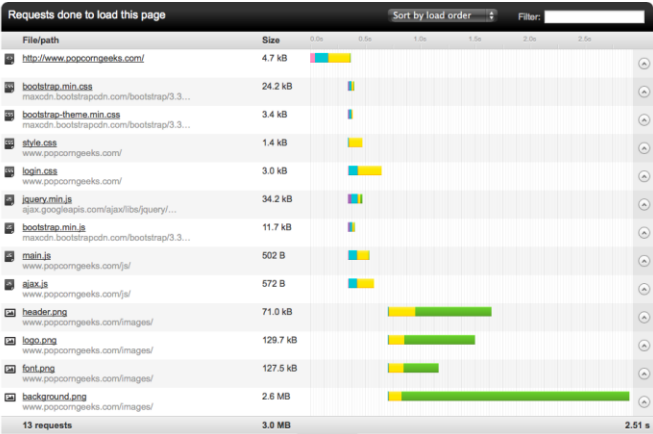 Requests done to load this page
Sort by load order
Filter:
File/path Size 0.0s 0.5s 1.0s 1.5s 2.0s 2.5s
http://www.popcorngeeks.com/ 4.7 kB
bootstrap.min.css 24.2 kB
maxcdn.bootstrapcdn.com/bootstrap/3.3...
bootstrap-theme.min.css 3.4 kB
maxcdn.bootstrapcdn.com/bootstrap/3.3...
style.css 1.4 kB
www.popcorngeeks.com/
login.css 3.0 kB
www.popcorngeeks.com/
jquery.min.js 34.2 kB
ajax.googleapis.com/ajax/libs/jquery/...
bootstrap.min.js 11.7 kB
maxcdn.bootstrapcdn.com/bootstrap/3.3...
main.js 502 B
www.popcorngeeks.com/js/
ajax.js 572 B
www.popcorngeeks.com/js/
header.png 71.0 kB
www.popcorngeeks.com/images/
logo.png 129.7 kB
www.popcorngeeks.com/images/
font.png 127.5 kB
www.popcorngeeks.com/images/
background.png 2.6 MB
www.popcorngeeks.com/images/
13 requests 3.0 MB 2.51 s